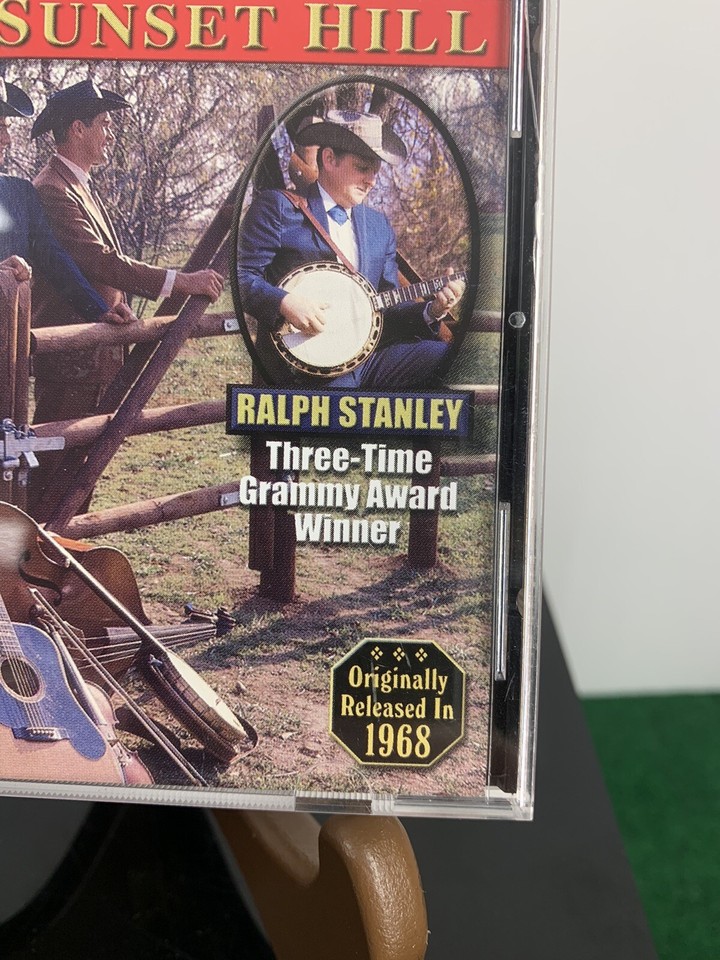 SUNSET HILL
RALPH STANLEY
Three-Time
Grammy Award
Winner
Originally
Released In
1968